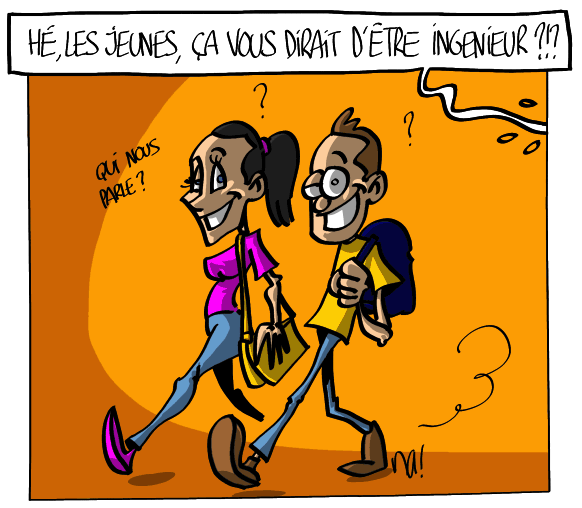 HÉ, LES JEUNES, ÇA VOUS DIRAIT D'ÊTRE INGENIEUR ?!?
?
?
QUI NOUS
PARLE ?
na!